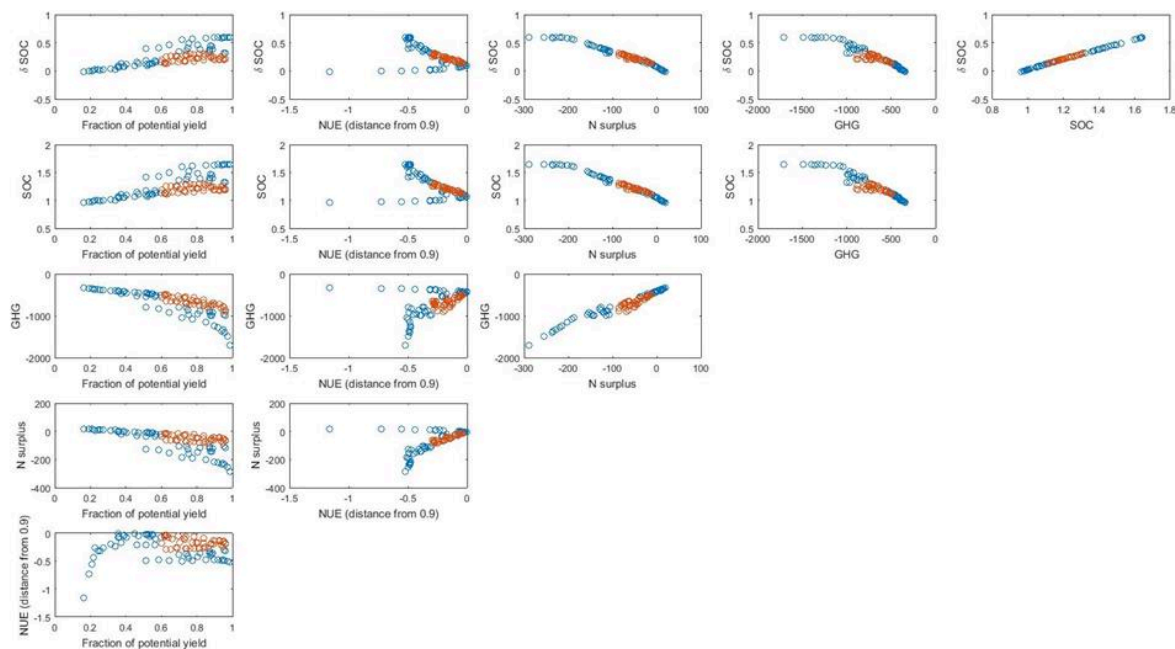 δ SOC
1
0.5
0
-0.5
0 0.2 0.4 0.6 0.8 1
Fraction of potential yield
δ SOC
1
0.5
0
-0.5
-1.5 -1 -0.5 0
NUE (distance from 0.9)
δ SOC
1
0.5
0
-0.5
-300 -200 -100 0 100
N surplus
δ SOC
1
0.5
0
-0.5
-2000 -1500 -1000 -500 0
GHG
δ SOC
1
0.5
0
-0.5
0.8 1 1.2 1.4 1.6 1.8
SOC
SOC
2
1.5
1
0.5
0 0.2 0.4 0.6 0.8 1
Fraction of potential yield
SOC
2
1.5
1
0.5
-1.5 -1 -0.5 0
NUE (distance from 0.9)
SOC
2
1.5
1
0.5
-300 -200 -100 0 100
N surplus
SOC
2
1.5
1
0.5
-2000 -1500 -1000 -500 0
GHG
GHG
0
-1000
-2000
0 0.2 0.4 0.6 0.8 1
Fraction of potential yield
GHG
0
-1000
-2000
-1.5 -1 -0.5 0
NUE (distance from 0.9)
GHG
0
-1000
-2000
-300 -200 -100 0 100
N surplus
N surplus
200
0
-200
-400
0 0.2 0.4 0.6 0.8 1
Fraction of potential yield
N surplus
200
0
-200
-400
-1.5 -1 -0.5 0
NUE (distance from 0.9)
NUE (distance from 0.9)
0
-0.5
-1
-1.5
0 0.2 0.4 0.6 0.8 1
Fraction of potential yield